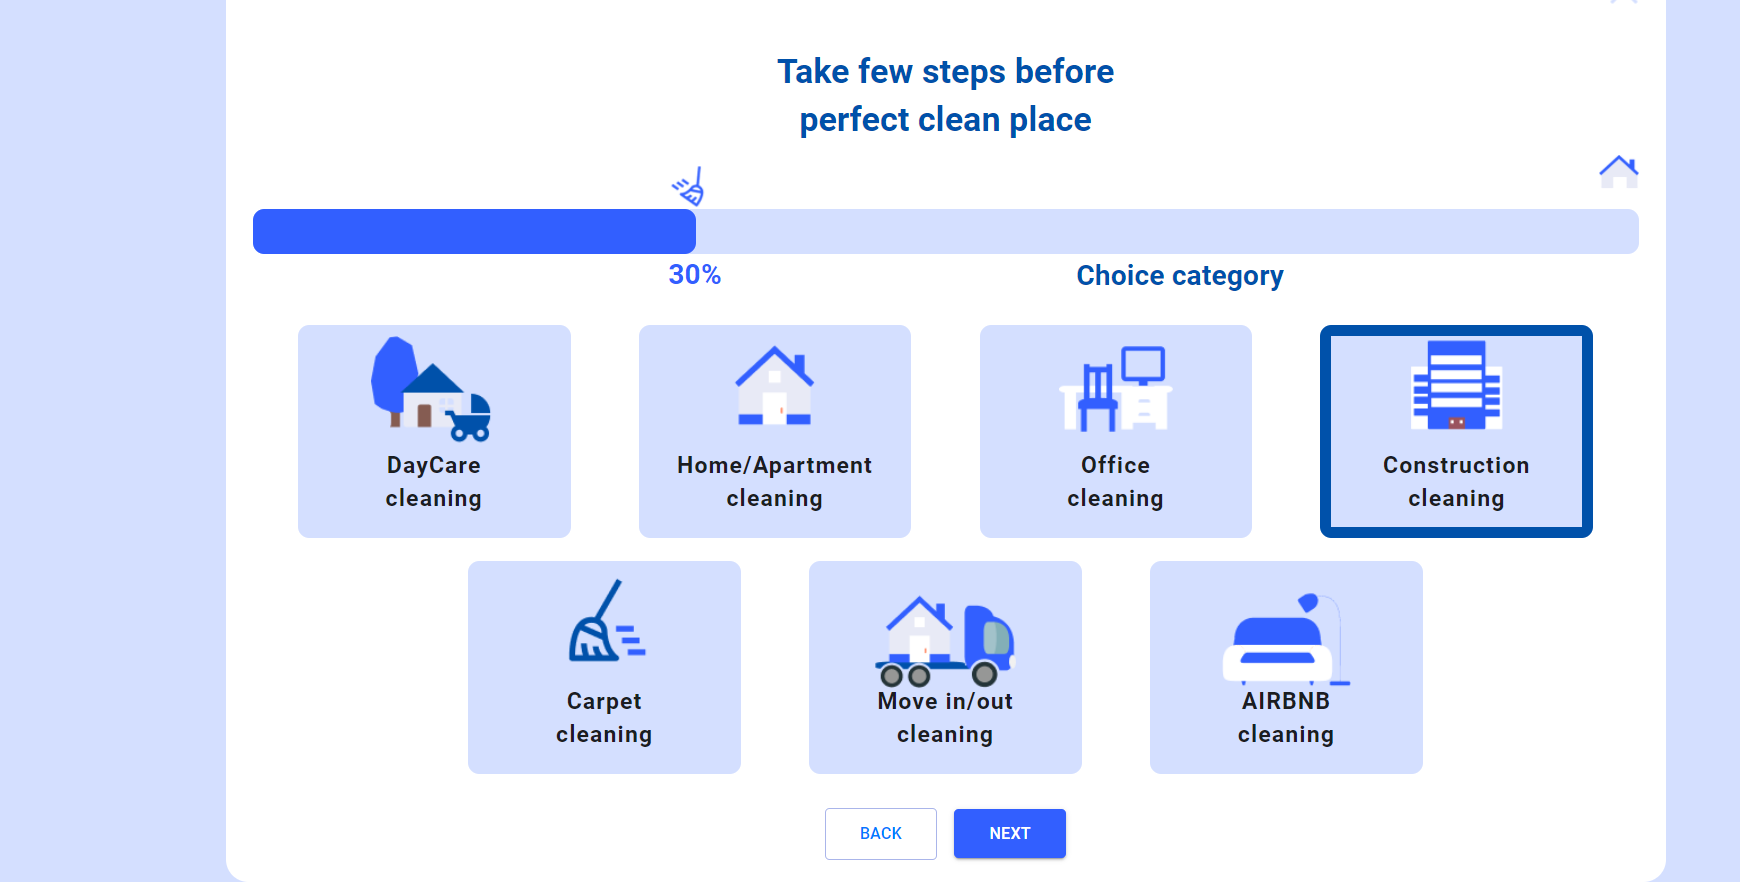 Take few steps before
perfect clean place
30%
Choice category
DayCare
cleaning
Home/Apartment
cleaning
Office
cleaning
Construction
cleaning
Carpet
cleaning
Move in/out
cleaning
AIRBNB
cleaning
BACK
NEXT